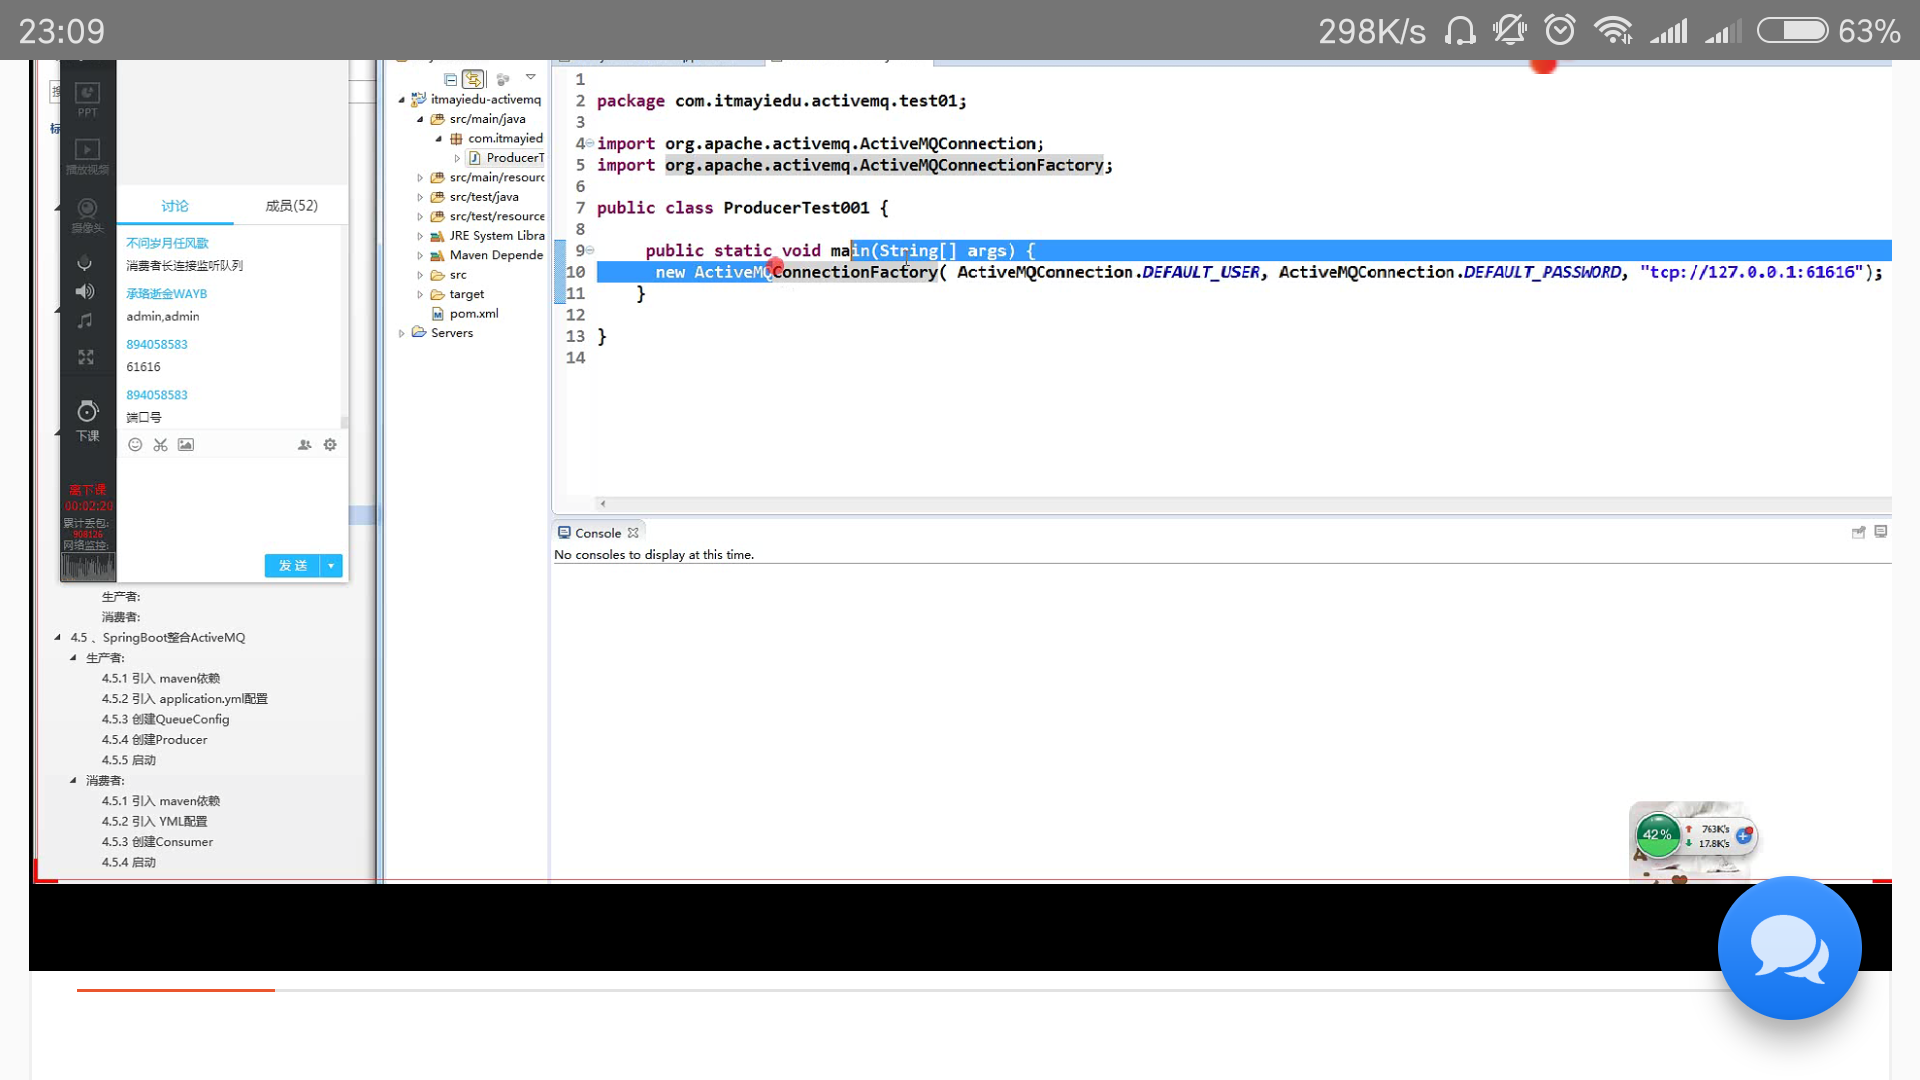 23:09
298K/s
63%
PPT
播放视频
摄像头
下课
离下课
00:02:20
累计丢包:
908126
网络监控:
讨论
成员(52)
不问岁月任风歌
消费者长连接监听队列
承珞逝金WAYB
admin,admin
894058583
61616
894058583
端口号
发 送
生产者:
消费者:
4.5 、SpringBoot整合ActiveMQ
生产者:
4.5.1 引入 maven依赖
4.5.2 引入 application.yml配置
4.5.3 创建QueueConfig
4.5.4 创建Producer
4.5.5 启动
消费者:
4.5.1 引入 maven依赖
4.5.2 引入 YML配置
4.5.3 创建Consumer
4.5.4 启动
itmayiedu-activemq
src/main/java
com.itmayied
ProducerT
src/main/resourc
src/test/java
src/test/resource
JRE System Libra
Maven Depende
src
target
pom.xml
Servers
1
2 package com.itmayiedu.activemq.test01;
3
4 import org.apache.activemq.ActiveMQConnection;
5 import org.apache.activemq.ActiveMQConnectionFactory;
6
7 public class ProducerTest001 {
8
9 public static void main(String[] args) {
10 new ActiveMQConnectionFactory( ActiveMQConnection.DEFAULT_USER, ActiveMQConnection.DEFAULT_PASSWORD, "tcp://127.0.0.1:61616");
11 }
12
13 }
14
Console
No consoles to display at this time.
42%
763K/s
17.8K/s